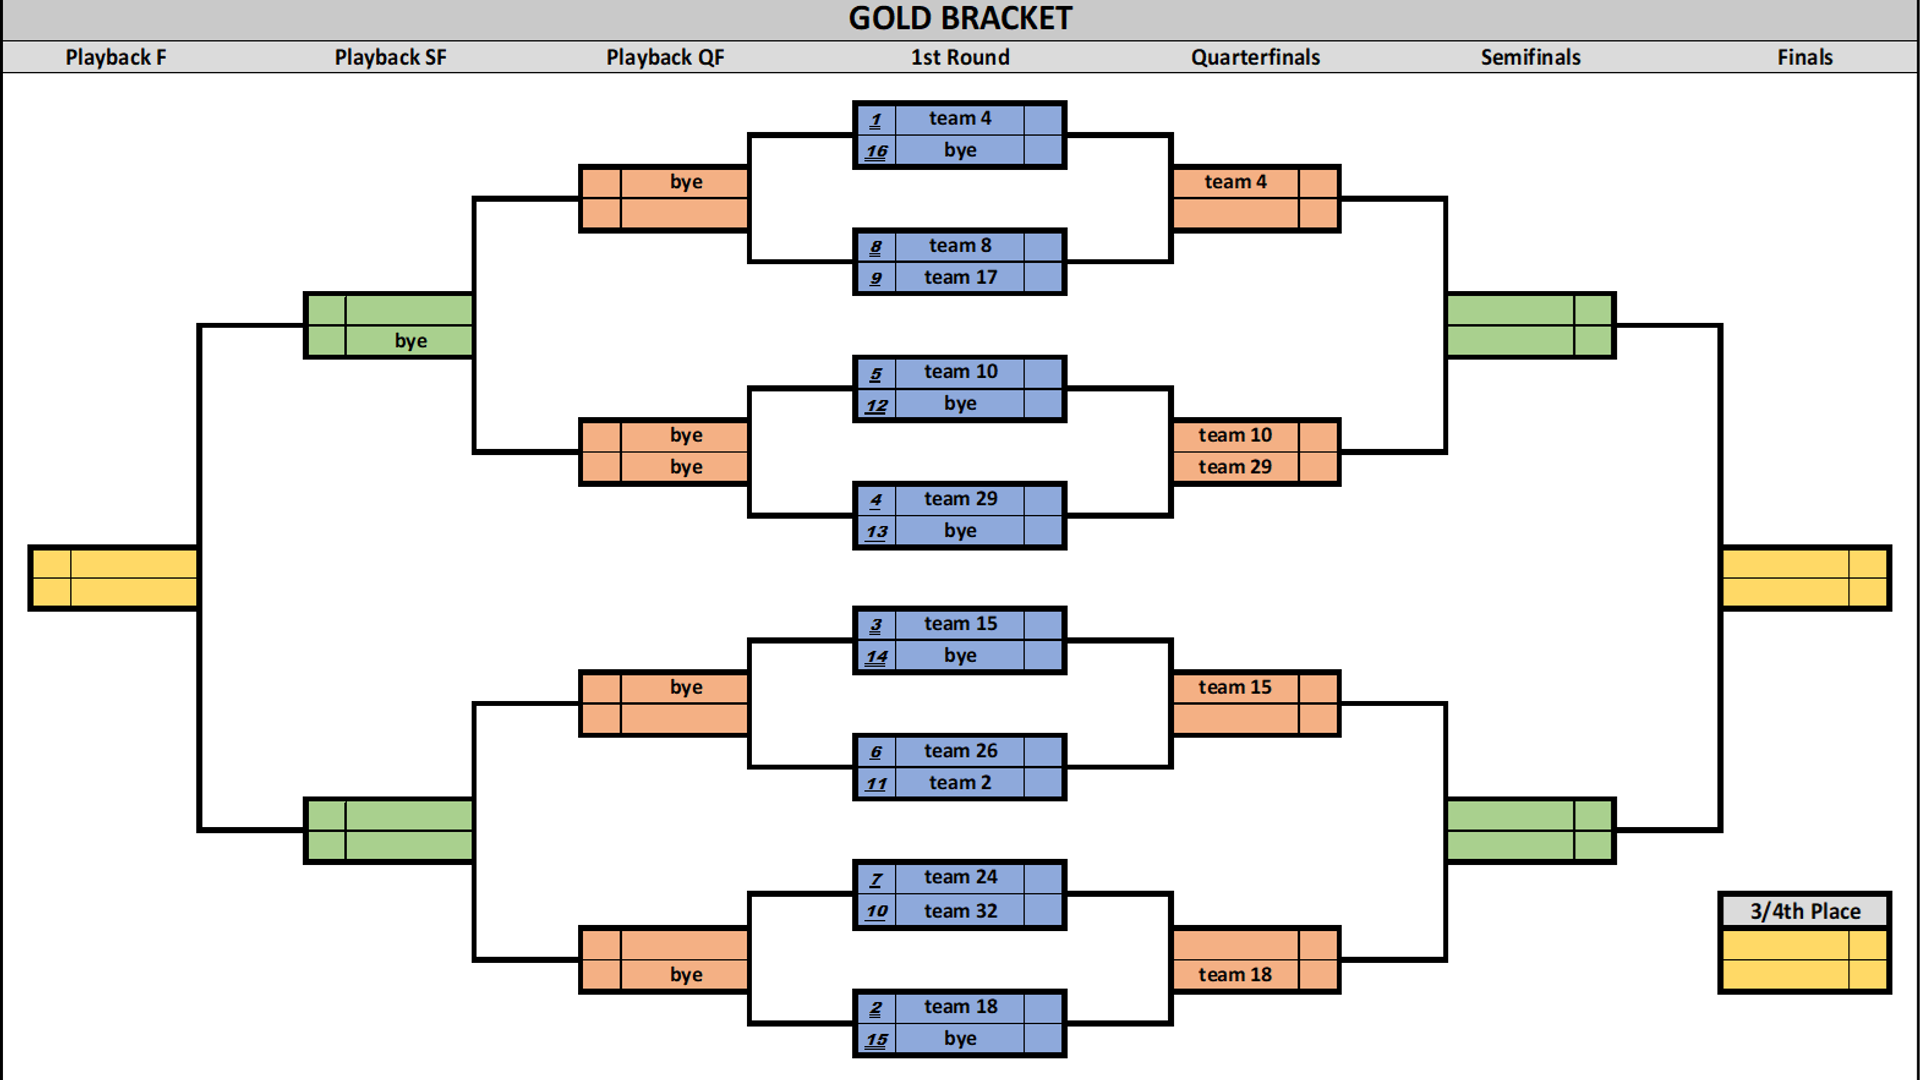 GOLD BRACKET
Playback F Playback SF Playback QF 1st Round Quarterfinals Semifinals Finals
1 team 4
16 bye
bye
team 4
8 team 8
9 team 17
bye
5 team 10
12 bye
bye
bye
team 10
team 29
4 team 29
13 bye
3 team 15
14 bye
bye
team 15
6 team 26
11 team 2
7 team 24
10 team 32
bye
team 18
2 team 18
15 bye
3/4th Place